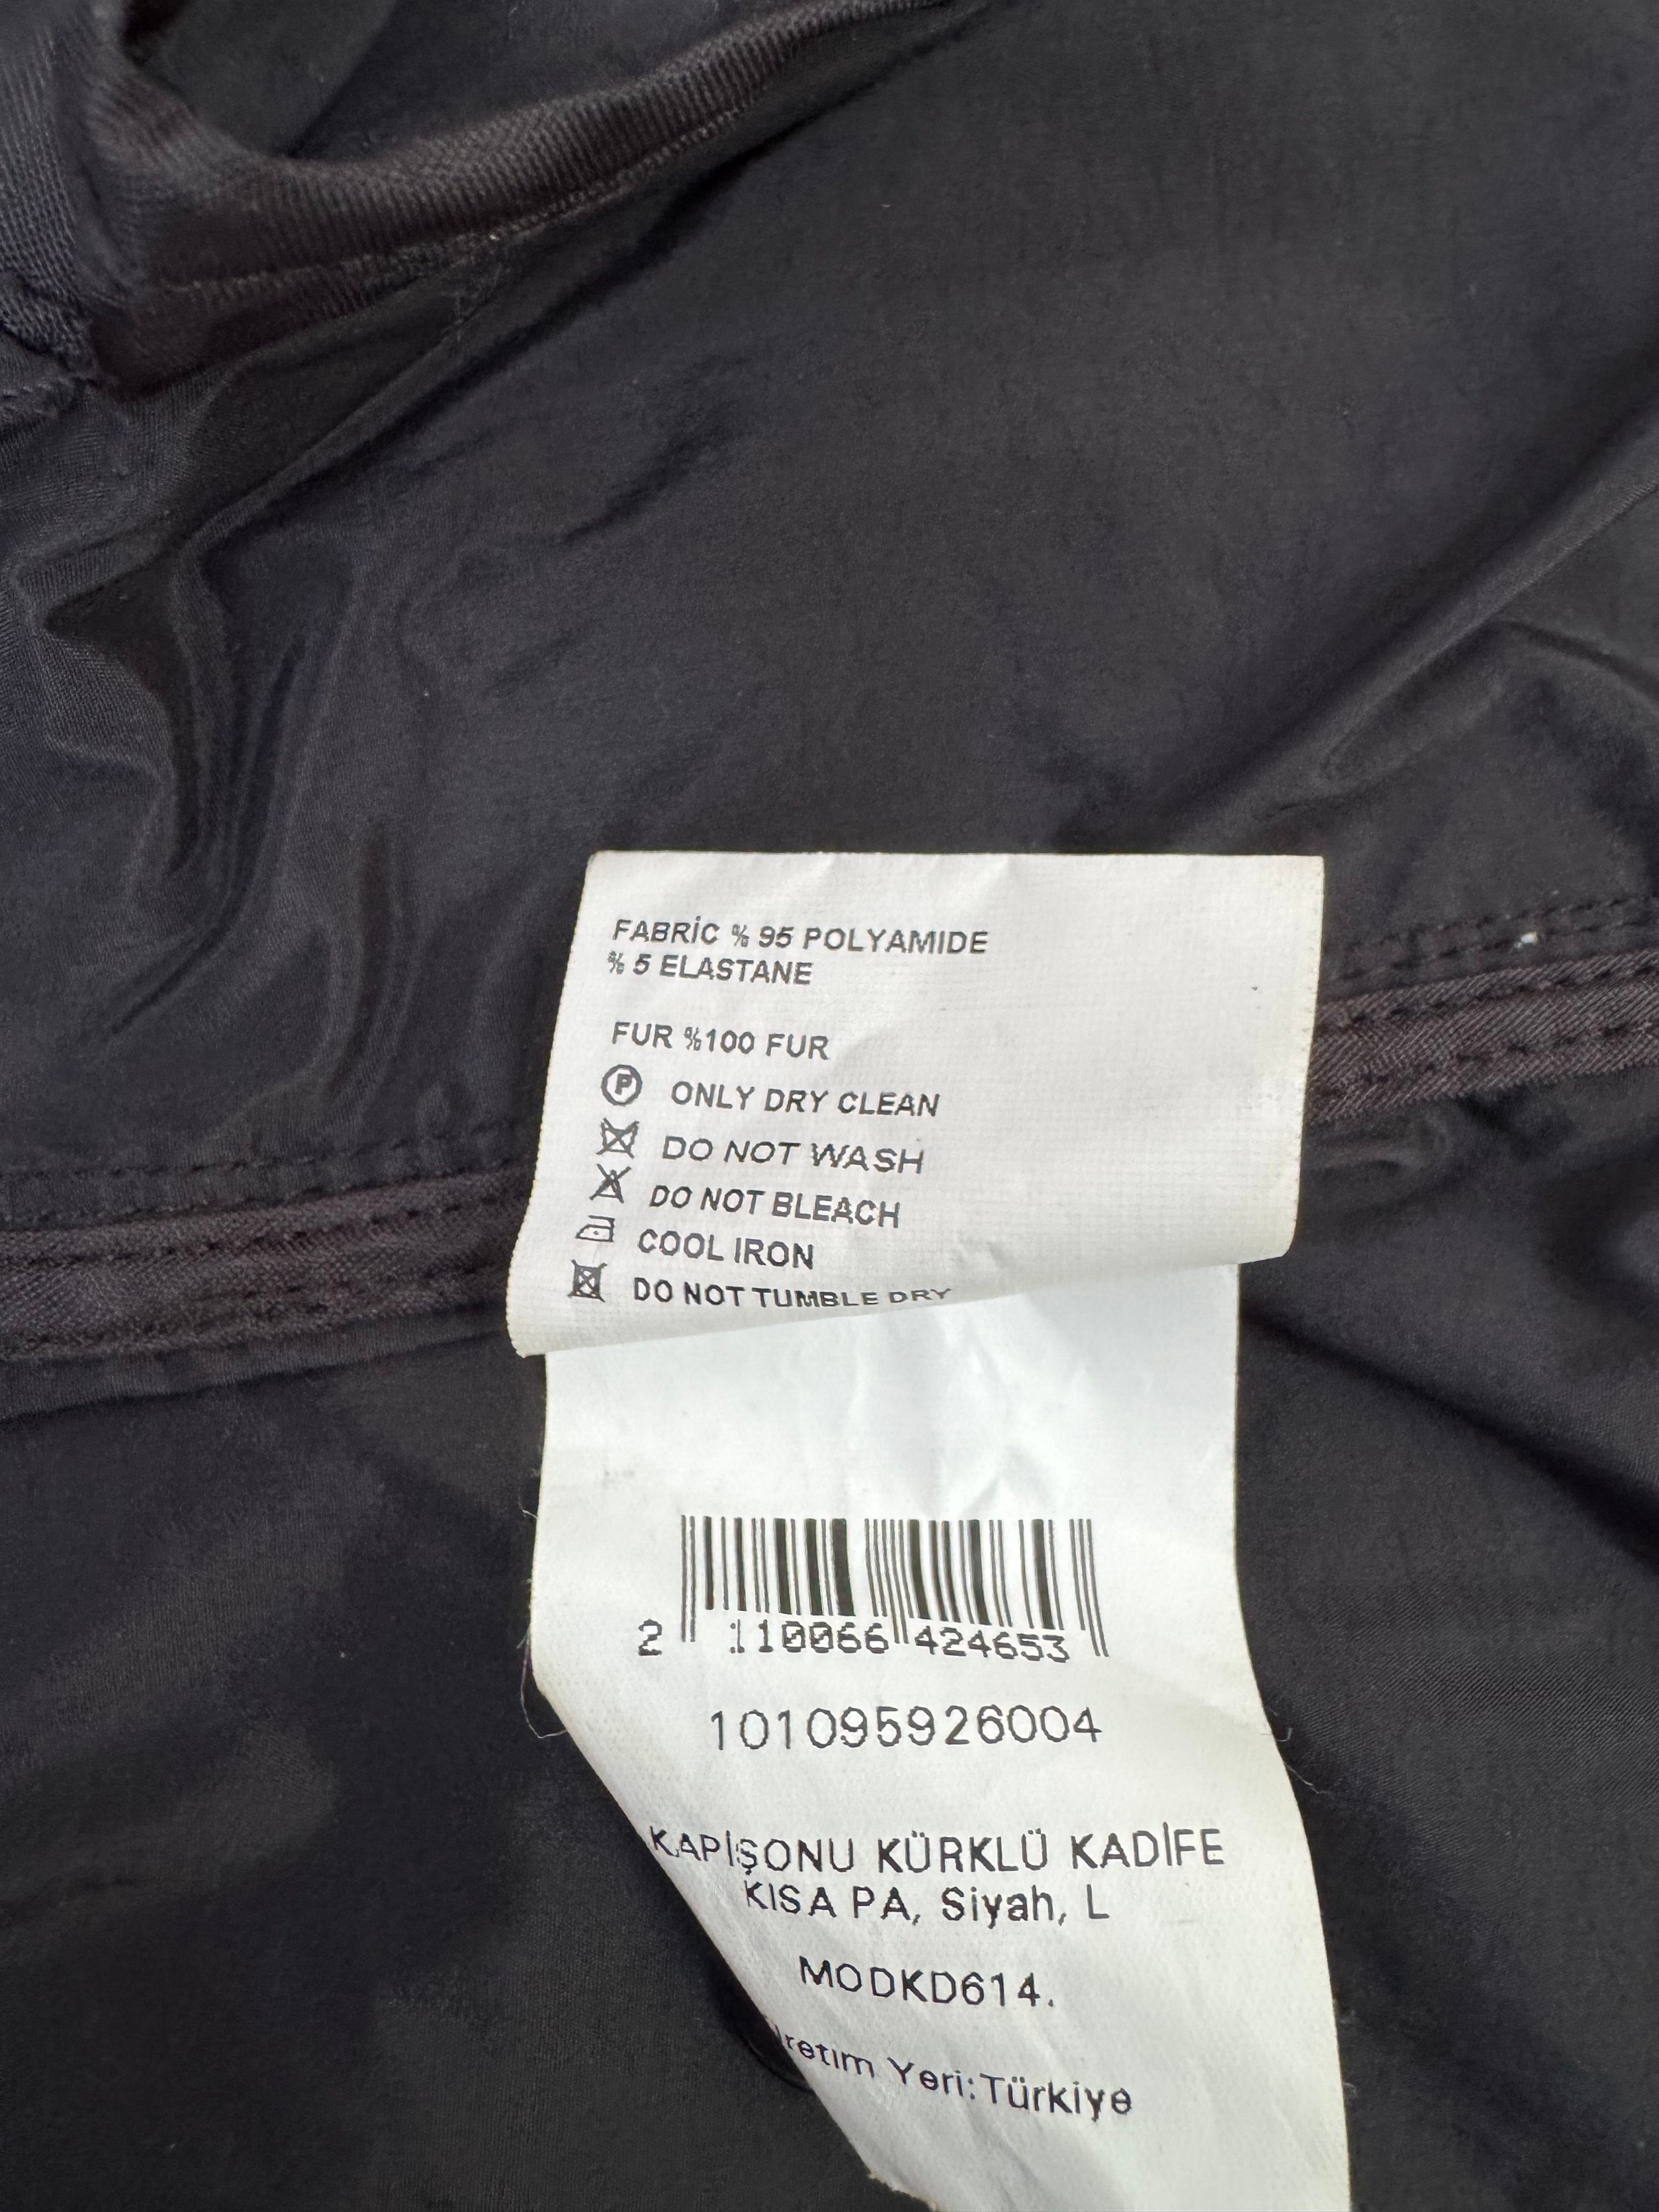 FABRİC % 95 POLYAMIDE
% 5 ELASTANE
FUR %100 FUR
P ONLY DRY CLEAN
DO NOT WASH
DO NOT BLEACH
COOL IRON
DO NOT TUMBLE DRY
2 110066 424653
101095926004
KAPİŞONU KÜRKLÜ KADİFE
KISA PA, Siyah, L
MODKD614.
Yeri:Türkiye